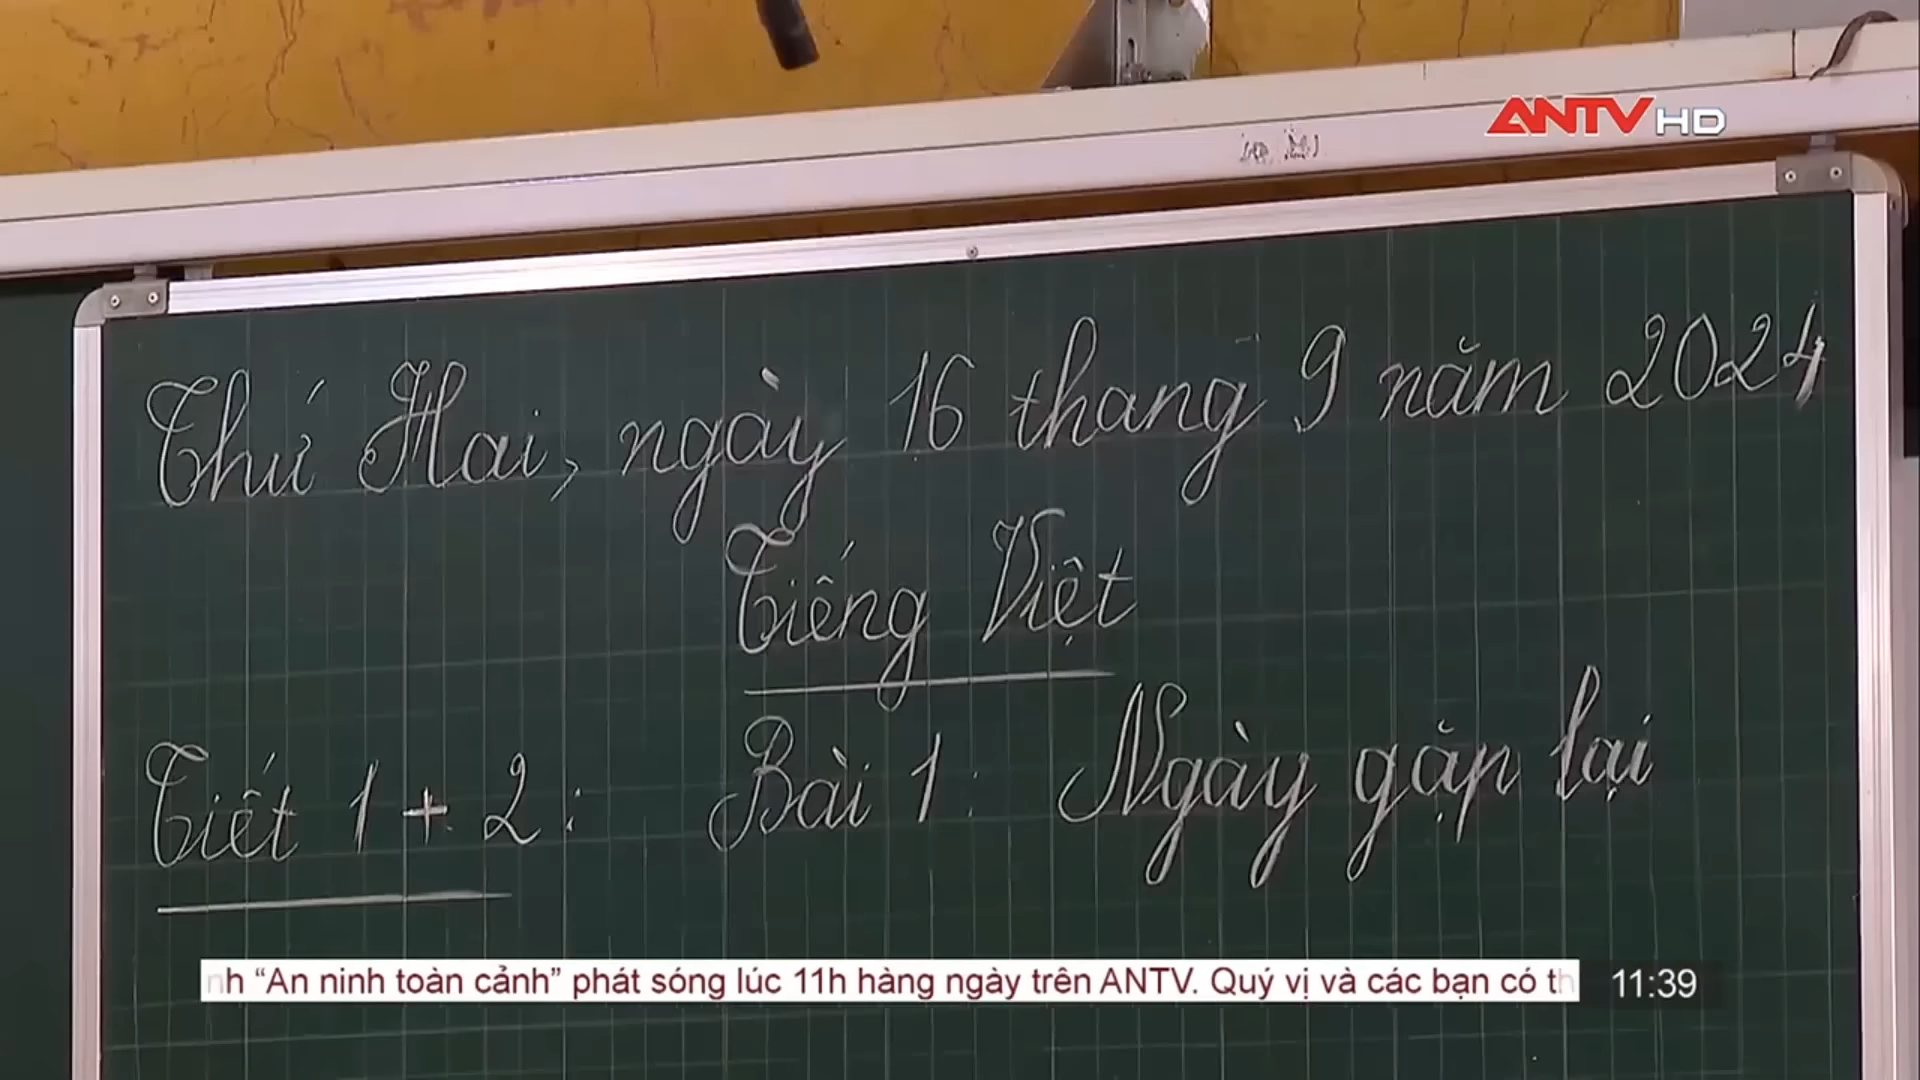 ANTV HD
Thứ Hai, ngày 16 thang 9 năm 2024
Tiếng Việt
Tiết 1 + 2 : Bài 1 : Ngày gặp lại
nh “An ninh toàn cảnh” phát sóng lúc 11h hàng ngày trên ANTV. Quý vị và các bạn có th
11:39